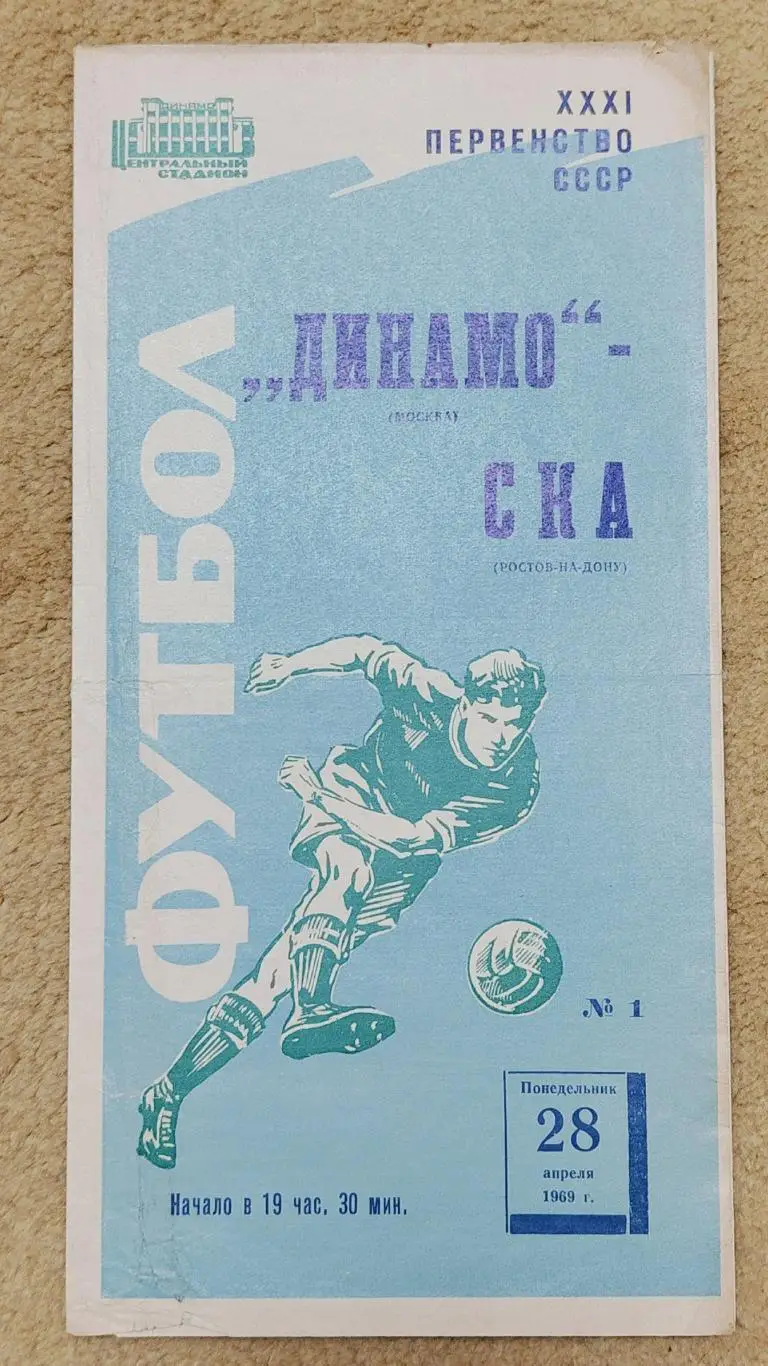 ДИНАМО
ЦЕНТРАЛЬНЫЙ
СТАДИОН
XXXI
ПЕРВЕНСТВО
СССР
ФУТБОЛ
„ДИНАМО“-
(МОСКВА)
СКА
(РОСТОВ-НА-ДОНУ)
№ 1
Понедельник
28
апреля
1969 г.
Начало в 19 час. 30 мин.